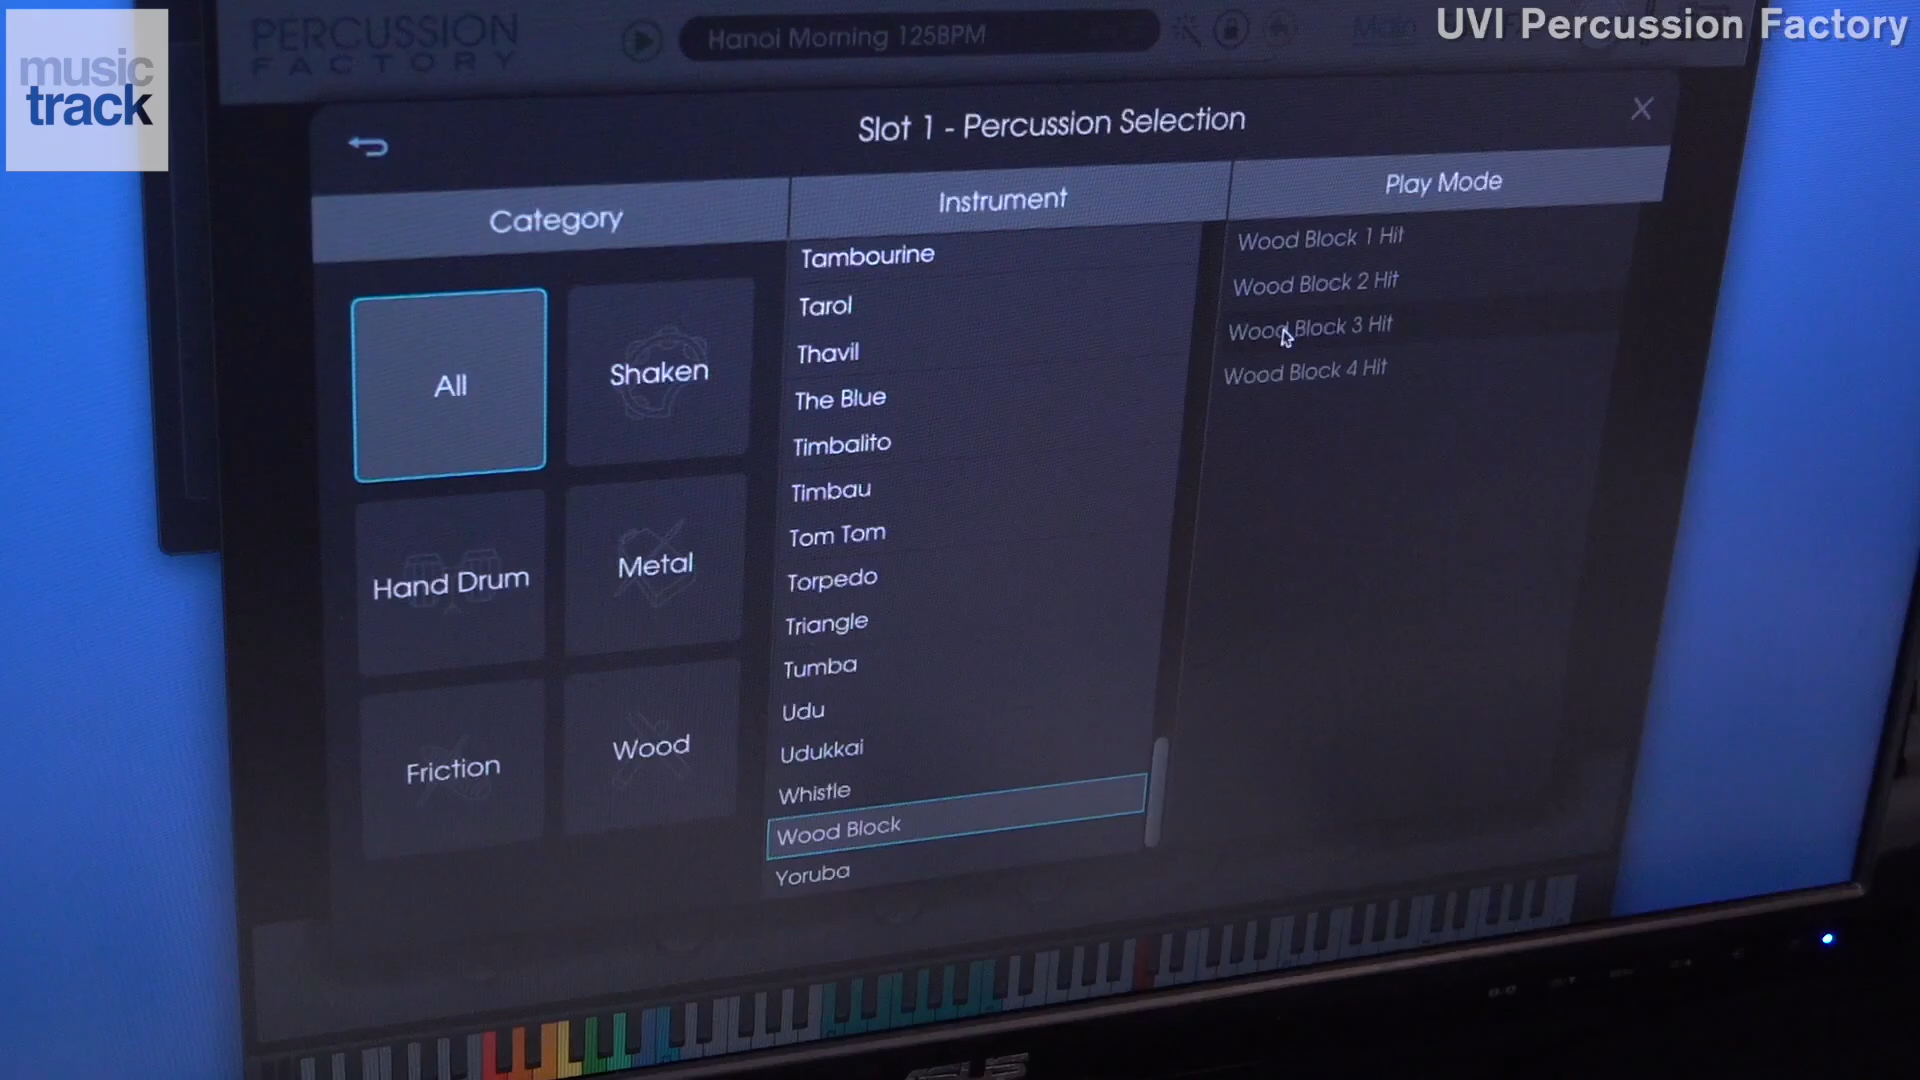 UVI Percussion Factory
music
track
PERCUSSION
FACTORY
Hanoi Morning 125BPM
Main
Slot 1 - Percussion Selection
Category
Instrument
Play Mode
All
Shaken
Hand Drum
Metal
Friction
Wood
Tambourine
Tarol
Thavil
The Blue
Timbalito
Timbau
Tom Tom
Torpedo
Triangle
Tumba
Udu
Udukkai
Whistle
Wood Block
Yoruba
Wood Block 1 Hit
Wood Block 2 Hit
Wood Block 3 Hit
Wood Block 4 Hit
ASUS